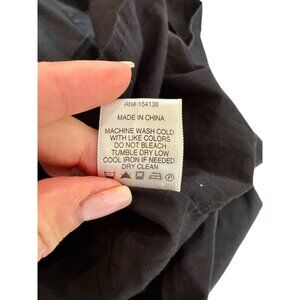 RN# 154138
MADE IN CHINA
MACHINE WASH COLD
WITH LIKE COLORS
DO NOT BLEACH
TUMBLE DRY LOW
COOL IRON IF NEEDED
DRY CLEAN